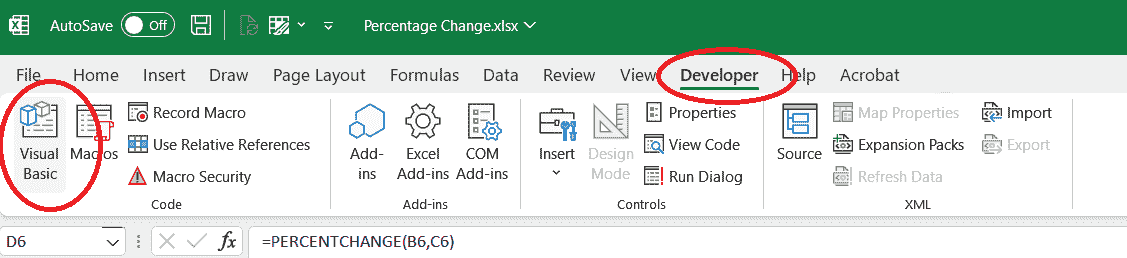 AutoSave Off Percentage Change.xlsx
File Home Insert Draw Page Layout Formulas Data Review View Developer Help Acrobat
Visual Basic
Macros
Record Macro
Use Relative References
Macro Security
Code
Add-
ins
Excel
Add-ins
COM
Add-ins
Add-ins
Insert
Design
Mode
Properties
View Code
Run Dialog
Controls
Source
Map Properties
Expansion Packs
Refresh Data
Import
Export
XML
D6 fx =PERCENTCHANGE(B6,C6)